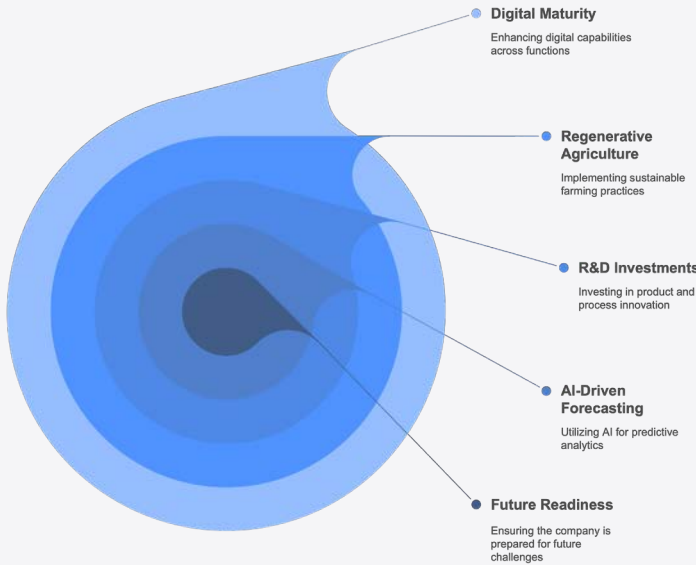 Digital Maturity
Enhancing digital capabilities
across functions
Regenerative
Agriculture
Implementing sustainable
farming practices
R&D Investments
Investing in product and
process innovation
AI-Driven
Forecasting
Utilizing AI for predictive
analytics
Future Readiness
Ensuring the company is
prepared for future
challenges